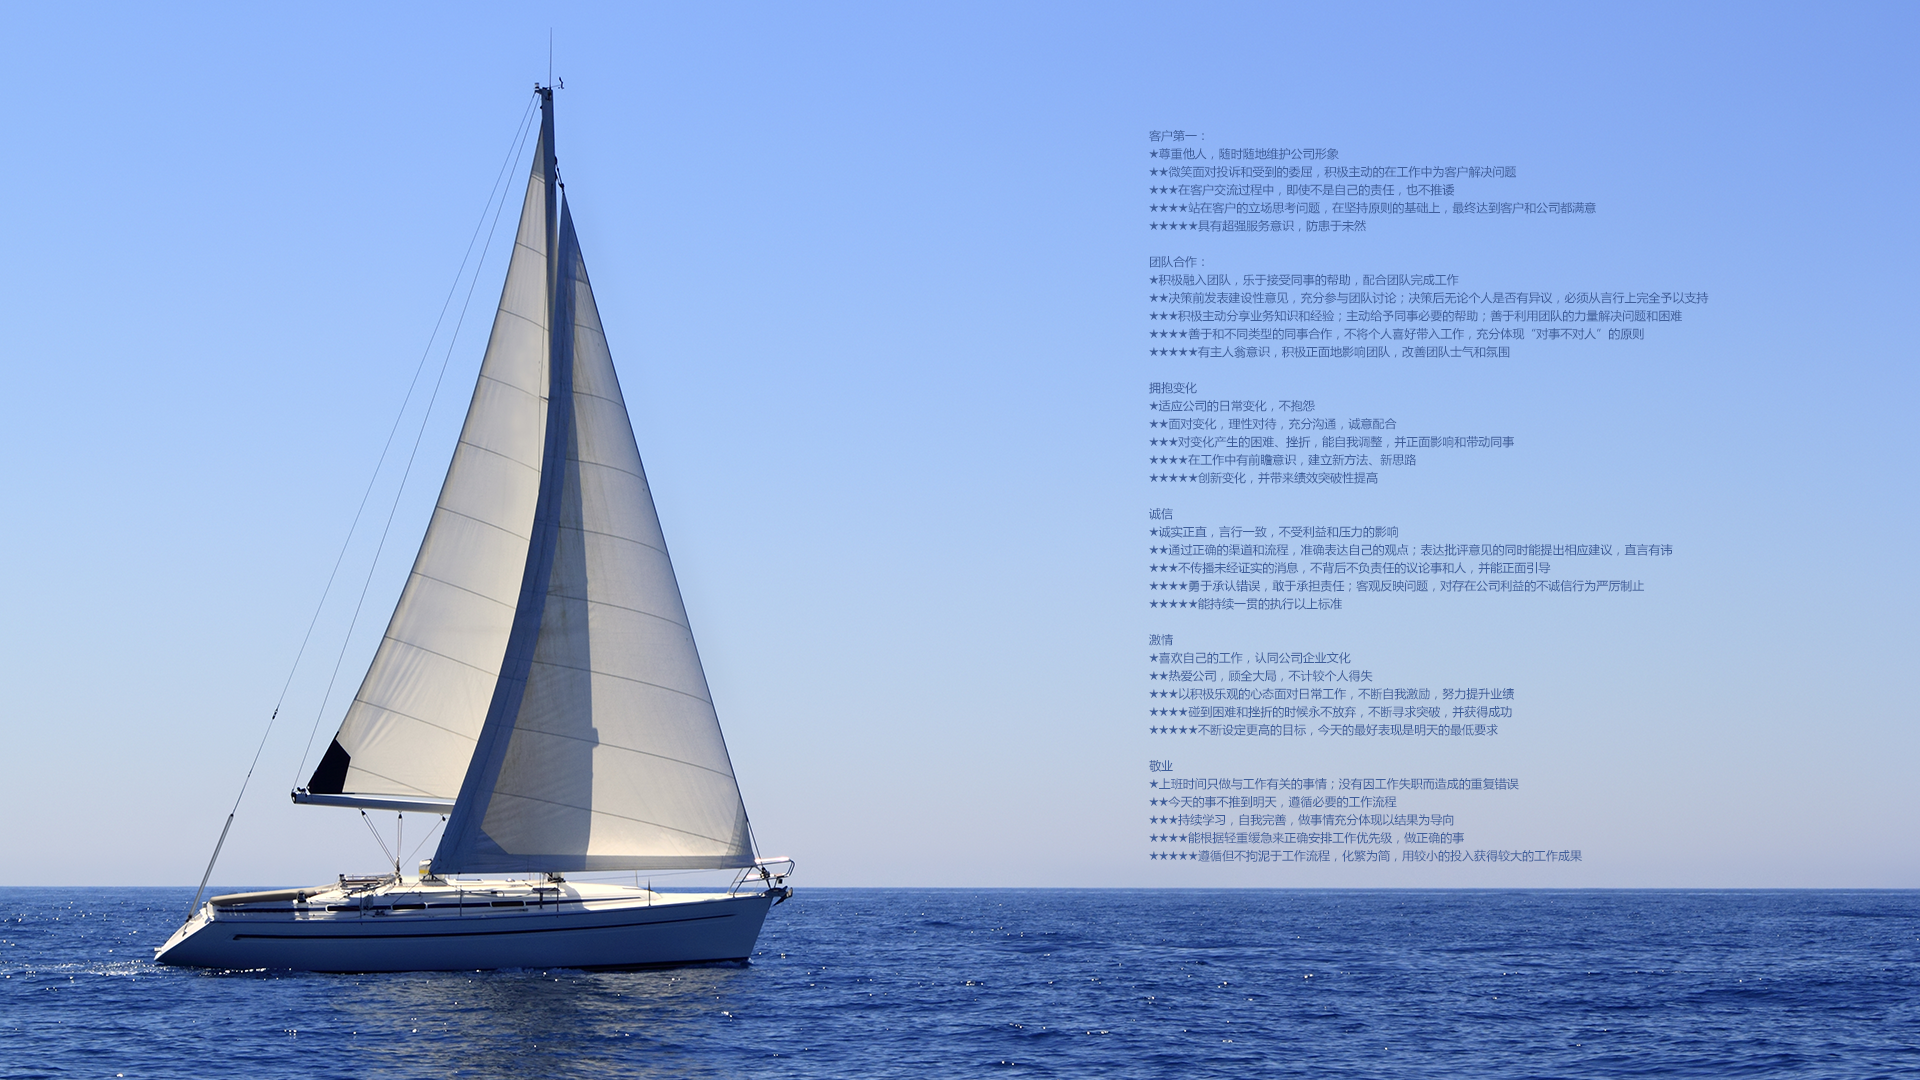 客户第一：
★尊重他人，随时随地维护公司形象
★★微笑面对投诉和受到的委屈，积极主动的在工作中为客户解决问题
★★★在客户交流过程中，即使不是自己的责任，也不推诿
★★★★站在客户的立场思考问题，在坚持原则的基础上，最终达到客户和公司都满意
★★★★★具有超强服务意识，防患于未然
团队合作：
★积极融入团队，乐于接受同事的帮助，配合团队完成工作
★★决策前发表建设性意见，充分参与团队讨论；决策后无论个人是否有异议，必须从言行上完全予以支持
★★★积极主动分享业务知识和经验；主动给予同事必要的帮助；善于利用团队的力量解决问题和困难
★★★★善于和不同类型的同事合作，不将个人喜好带入工作，充分体现“对事不对人”的原则
★★★★★有主人翁意识，积极正面地影响团队，改善团队士气和氛围
拥抱变化
★适应公司的日常变化，不抱怨
★★面对变化，理性对待，充分沟通，诚意配合
★★★对变化产生的困难、挫折，能自我调整，并正面影响和带动同事
★★★★在工作中有前瞻意识，建立新方法、新思路
★★★★★创新变化，并带来绩效突破性提高
诚信
★诚实正直，言行一致，不受利益和压力的影响
★★通过正确的渠道和流程，准确表达自己的观点；表达批评意见的同时能提出相应建议，直言有讳
★★★不传播未经证实的消息，不背后不负责任的议论事和人，并能正面引导
★★★★勇于承认错误，敢于承担责任；客观反映问题，对存在公司利益的不诚信行为严厉制止
★★★★★能持续一贯的执行以上标准
激情
★喜欢自己的工作，认同公司企业文化
★★热爱公司，顾全大局，不计较个人得失
★★★以积极乐观的心态面对日常工作，不断自我激励，努力提升业绩
★★★★碰到困难和挫折的时候永不放弃，不断寻求突破，并获得成功
★★★★★不断设定更高的目标，今天的最好表现是明天的最低要求
敬业
★上班时间只做与工作有关的事情；没有因工作失职而造成的重复错误
★★今天的事不推到明天，遵循必要的工作流程
★★★持续学习，自我完善，做事情充分体现以结果为导向
★★★★能根据轻重缓急来正确安排工作优先级，做正确的事
★★★★★遵循但不拘泥于工作流程，化繁为简，用较小的投入获得较大的工作成果